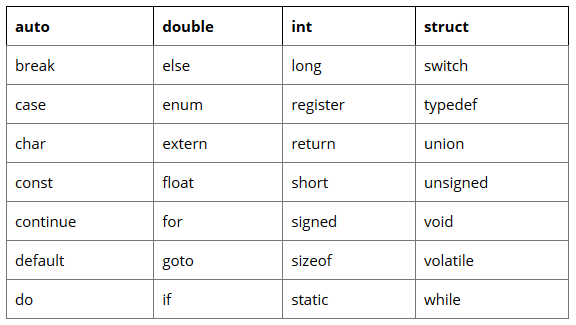 auto double int struct
break else long switch
case enum register typedef
char extern return union
const float short unsigned
continue for signed void
default goto sizeof volatile
do if static while